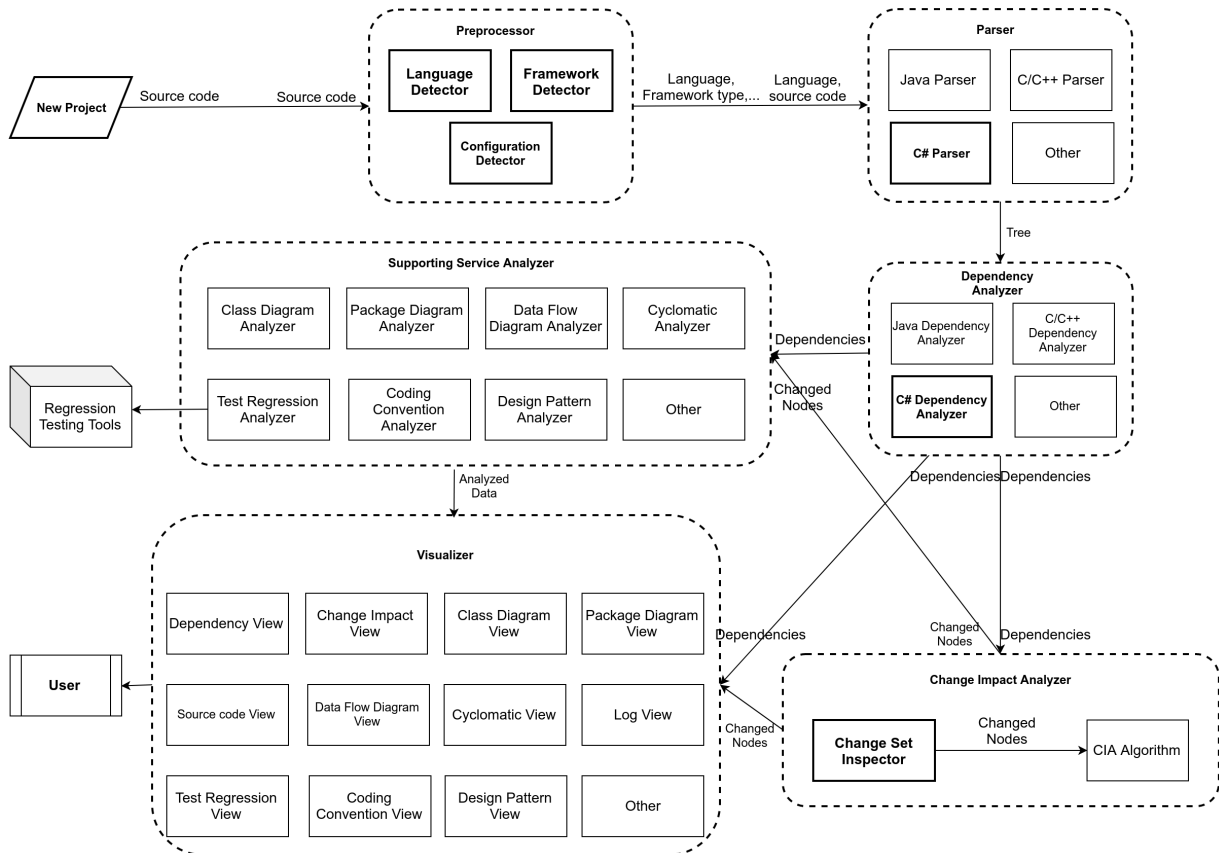 New Project
Source code
Source code
Preprocessor
Language
Detector
Framework
Detector
Configuration
Detector
Language,
Framework type,...
Language,
source code
Parser
Java Parser
C/C++ Parser
C# Parser
Other
Tree
Dependency
Analyzer
Java Dependency
Analyzer
C/C++
Dependency
Analyzer
C# Dependency
Analyzer
Other
Dependencies
Changed
Nodes
Supporting Service Analyzer
Class Diagram
Analyzer
Package Diagram
Analyzer
Data Flow
Diagram Analyzer
Cyclomatic
Analyzer
Test Regression
Analyzer
Coding
Convention
Analyzer
Design Pattern
Analyzer
Other
Regression
Testing Tools
Analyzed
Data
Dependencies
Dependencies
Visualizer
Dependency View
Change Impact
View
Class Diagram
View
Package Diagram
View
Source code View
Data Flow Diagram
View
Cyclomatic View
Log View
Test Regression
View
Coding
Convention View
Design Pattern
View
Other
User
Dependencies
Changed
Nodes
Dependencies
Changed
Nodes
Change Impact Analyzer
Change Set
Inspector
Changed
Nodes
CIA Algorithm